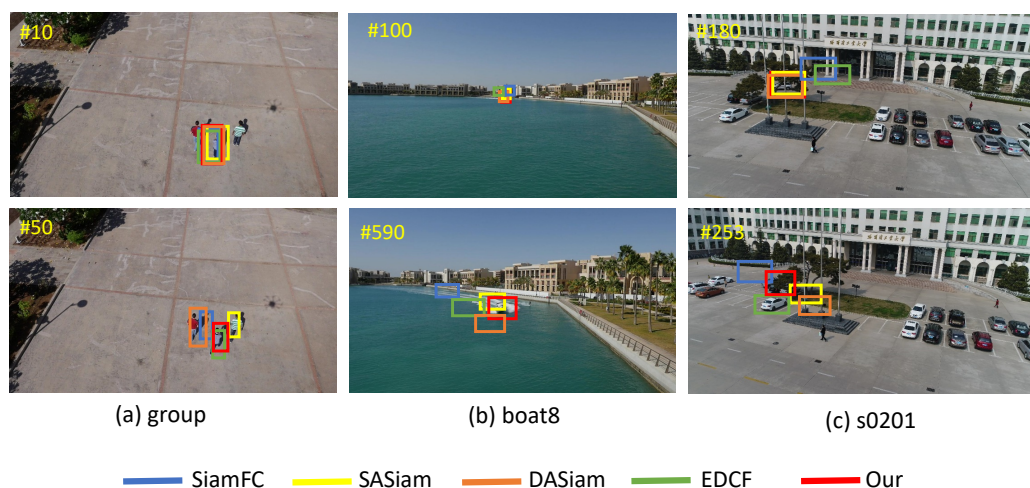 #10
#100
#180
#50
#590
#253
(a) group
(b) boat8
(c) s0201
SiamFC
SASiam
DASiam
EDCF
Our